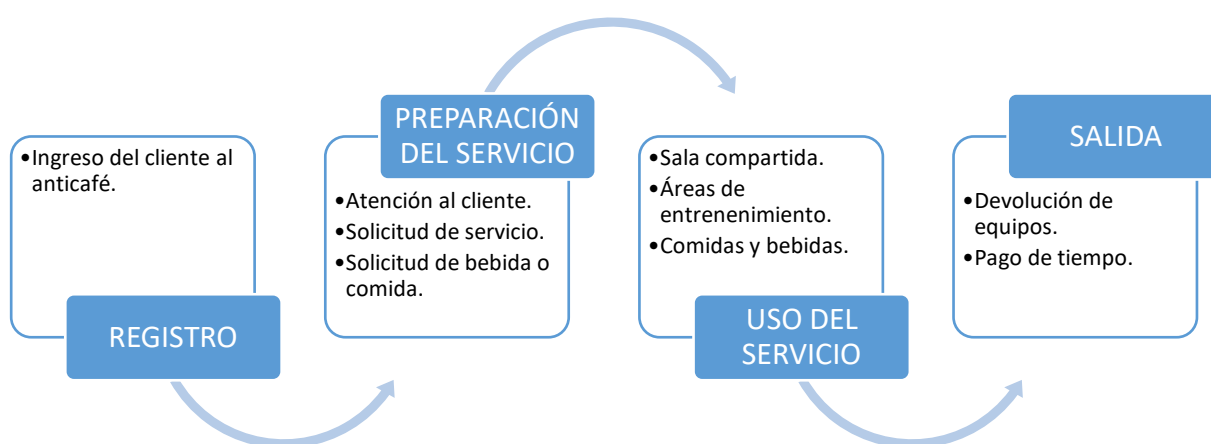 •Ingreso del cliente al
anticafé.
REGISTRO
PREPARACIÓN
DEL SERVICIO
•Atención al cliente.
•Solicitud de servicio.
•Solicitud de bebida o
comida.
•Sala compartida.
•Áreas de
entrenenimiento.
•Comidas y bebidas.
USO DEL
SERVICIO
SALIDA
•Devolución de
equipos.
•Pago de tiempo.